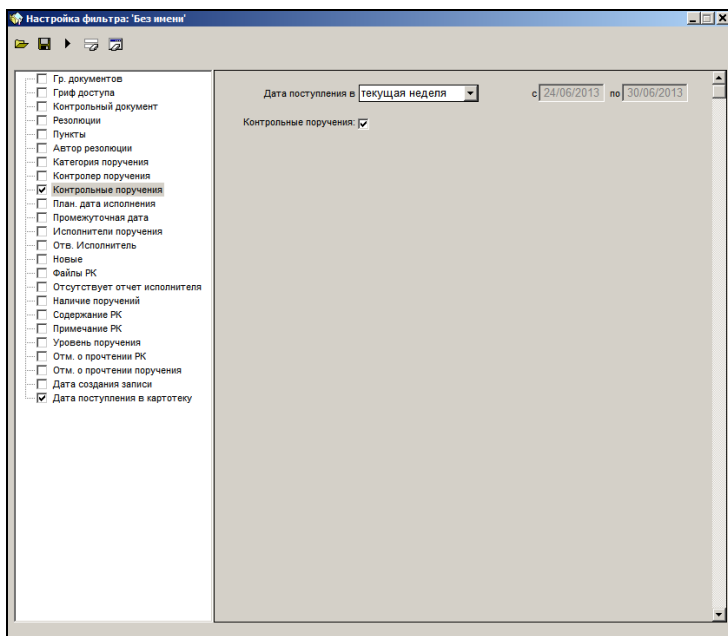 Настройка фильтра: 'Без имени'
Гр. документов
Гриф доступа
Контрольный документ
Резолюции
Пункты
Автор резолюции
Категория поручения
Контролер поручения
Контрольные поручения
План. дата исполнения
Промежуточная дата
Исполнители поручения
Отв. Исполнитель
Новые
Файлы РК
Отсутствует отчет исполнителя
Наличие поручений
Содержание РК
Примечание РК
Уровень поручения
Отм. о прочтении РК
Отм. о прочтении поручения
Дата создания записи
Дата поступления в картотеку
Дата поступления в текущая неделя с 24/06/2013 по 30/06/2013
Контрольные поручения: